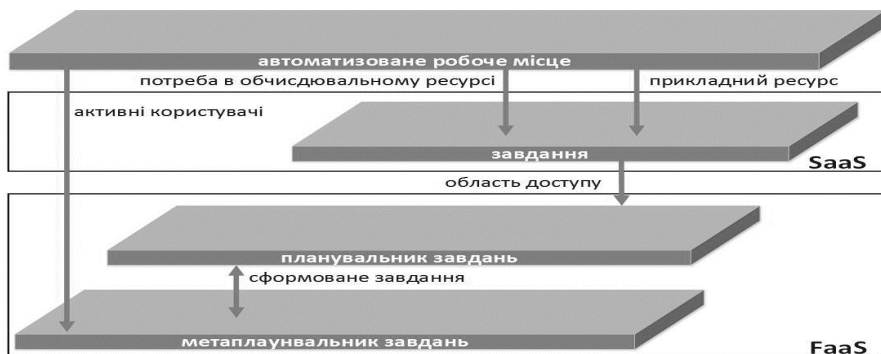 автоматизоване робоче місце
потреба в обчисдювальному ресурсі
прикладний ресурс
активні користувачі
завдання
SaaS
область доступу
планувальник завдань
сформоване завдання
метаплаунвальник завдань
FaaS